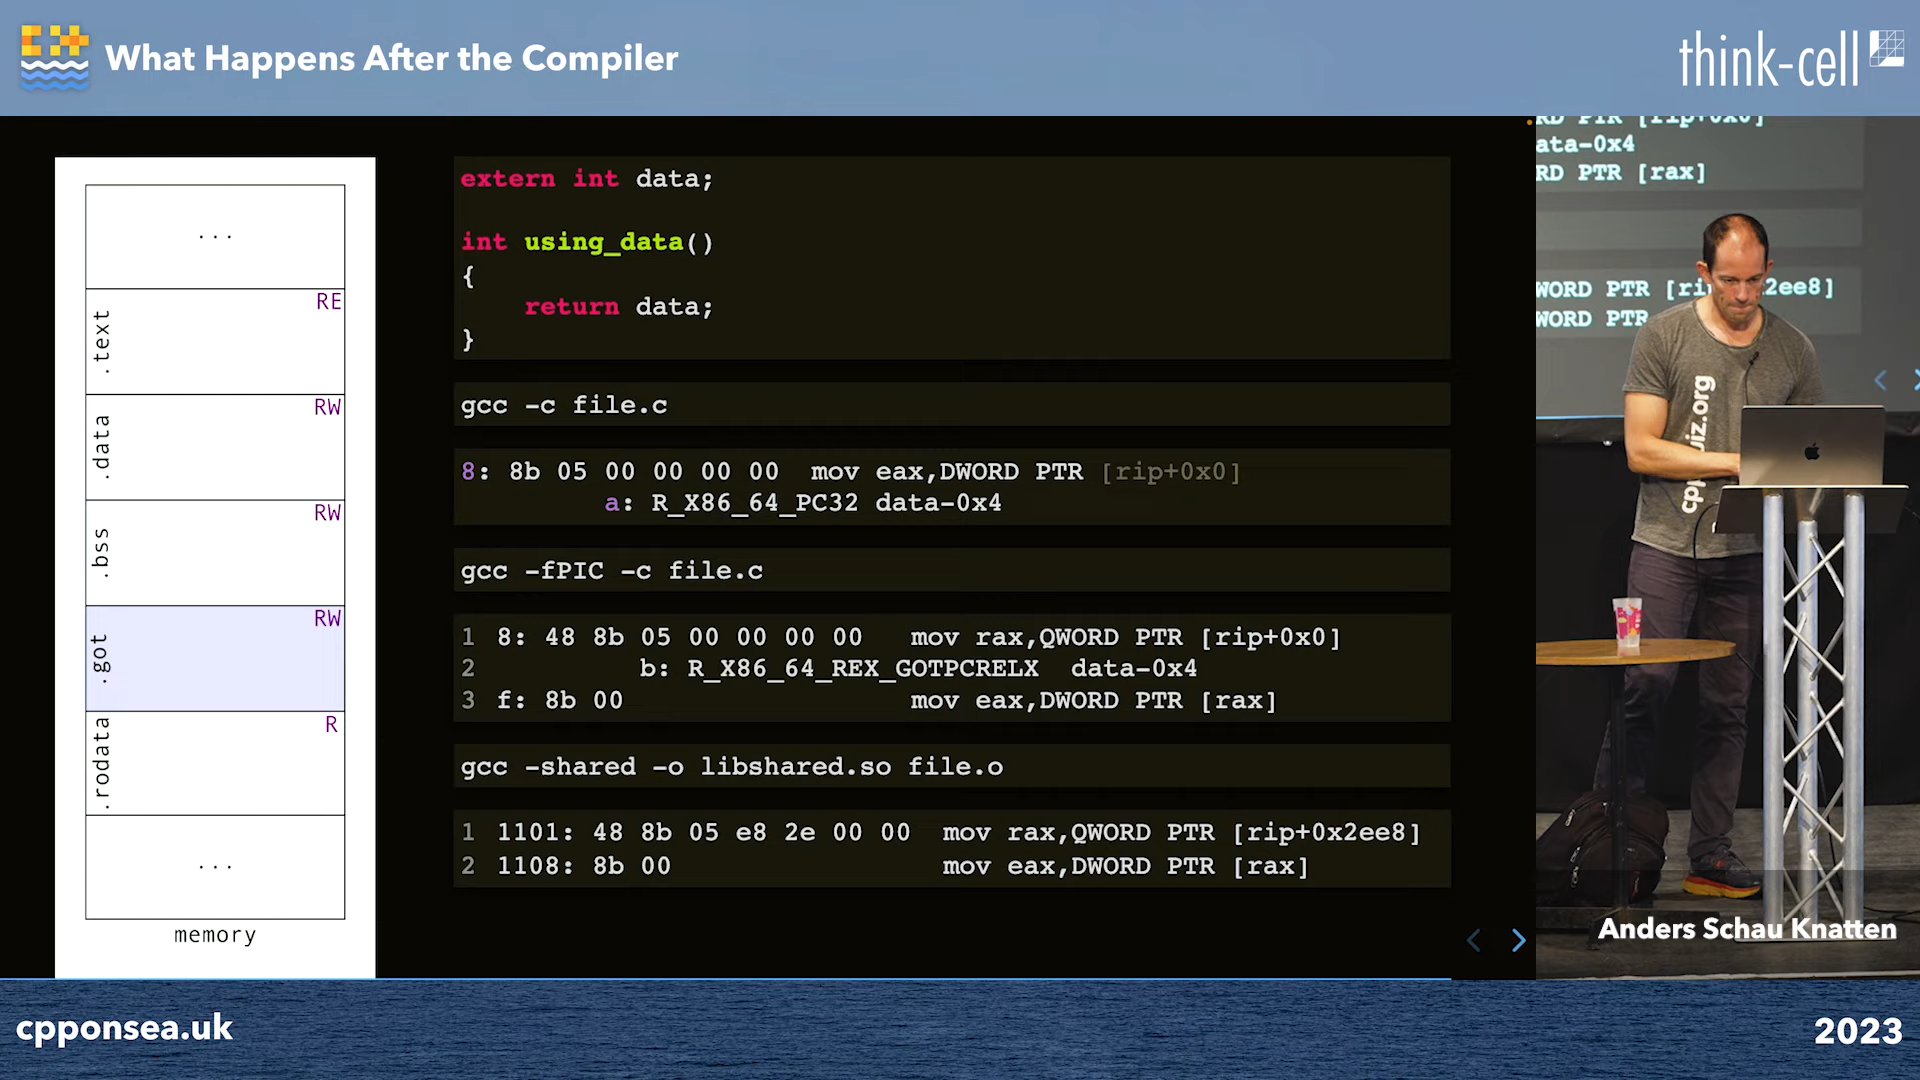 What Happens After the Compiler
think-cell
...
.text RE
.data RW
.bss RW
.got RW
.rodata R
...
memory
extern int data;
int using_data()
{
return data;
}
gcc -c file.c
8: 8b 05 00 00 00 00 mov eax,DWORD PTR [rip+0x0]
a: R_X86_64_PC32 data-0x4
gcc -fPIC -c file.c
1 8: 48 8b 05 00 00 00 00 mov rax,QWORD PTR [rip+0x0]
2 b: R_X86_64_REX_GOTPCRELX data-0x4
3 f: 8b 00 mov eax,DWORD PTR [rax]
gcc -shared -o libshared.so file.o
1 1101: 48 8b 05 e8 2e 00 00 mov rax,QWORD PTR [rip+0x2ee8]
2 1108: 8b 00 mov eax,DWORD PTR [rax]
RD PTR [rip+0x0]
ata-0x4
RD PTR [rax]
WORD PTR [ri 2ee8]
WORD PTR
Anders Schau Knatten
cpponsea.uk
2023